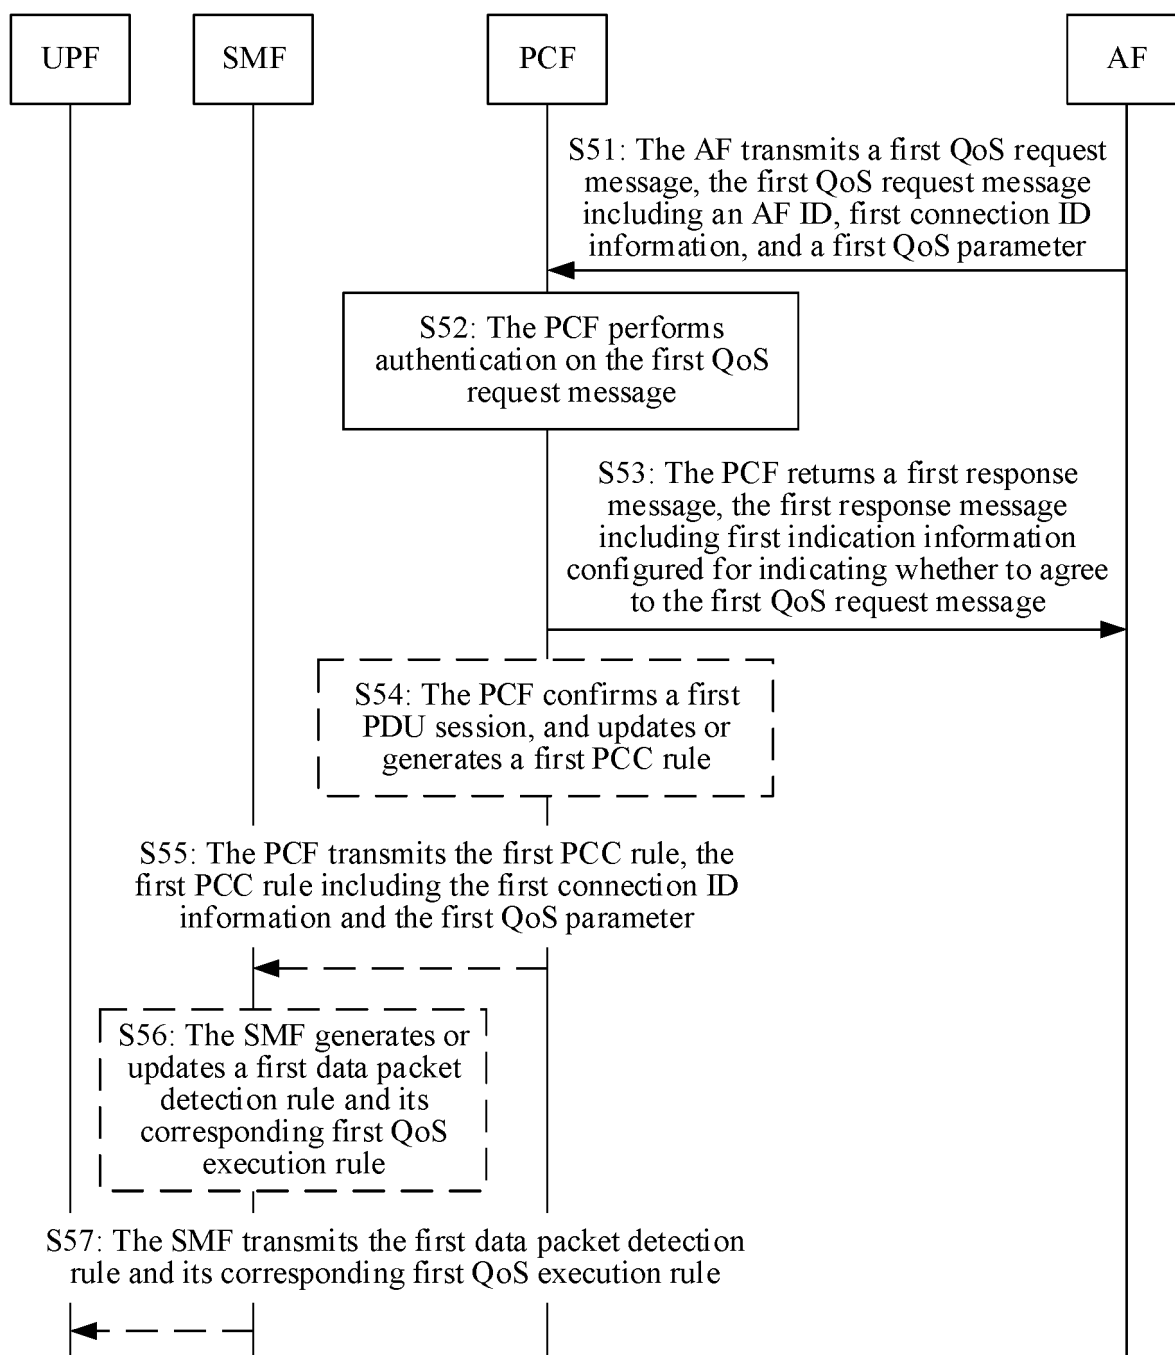 UPF
SMF
PCF
AF
S51: The AF transmits a first QoS request
message, the first QoS request message
including an AF ID, first connection ID
information, and a first QoS parameter
S52: The PCF performs
authentication on the first QoS
request message
S53: The PCF returns a first response
message, the first response message
including first indication information
configured for indicating whether to agree
to the first QoS request message
S54: The PCF confirms a first
PDU session, and updates or
generates a first PCC rule
S55: The PCF transmits the first PCC rule, the
first PCC rule including the first connection ID
information and the first QoS parameter
S56: The SMF generates or
updates a first data packet
detection rule and its
corresponding first QoS
execution rule
S57: The SMF transmits the first data packet detection
rule and its corresponding first QoS execution rule